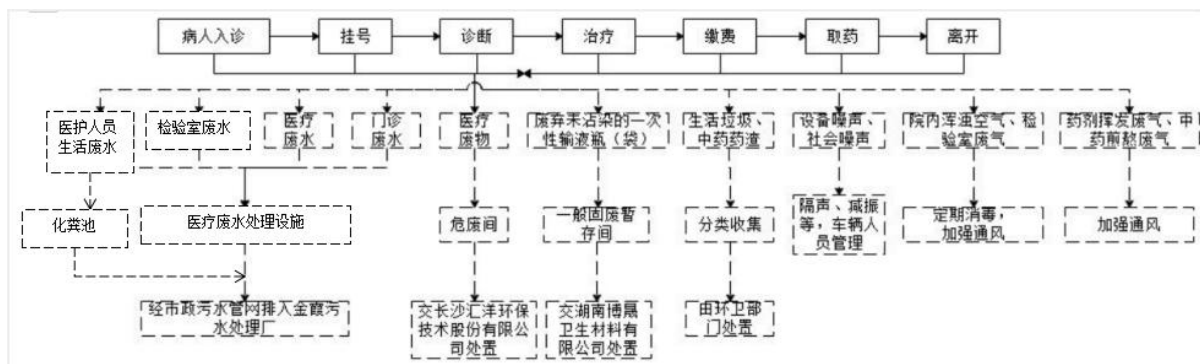 病人入诊
挂号
诊断
治疗
缴费
取药
离开
医护人员
生活废水
检验室废水
医疗
废水
门诊
废水
医疗
废物
废弃未沾染的一次
性输液瓶（袋）
生活垃圾、
中药药渣
设备噪声、
社会噪声
院内浑浊空气、检
验室废气
药剂挥发废气、中
药煎熬废气
化粪池
医疗废水处理设施
危废间
一般固废暂
存间
分类收集
隔声、减振
等，车辆人
员管理
定期消毒，
加强通风
加强通风
经市政污水管网排入金霞污
水处理厂
交长沙汇洋环保
技术股份有限公
司处置
交湖南博晟
卫生材料有
限公司处置
由环卫部
门处置